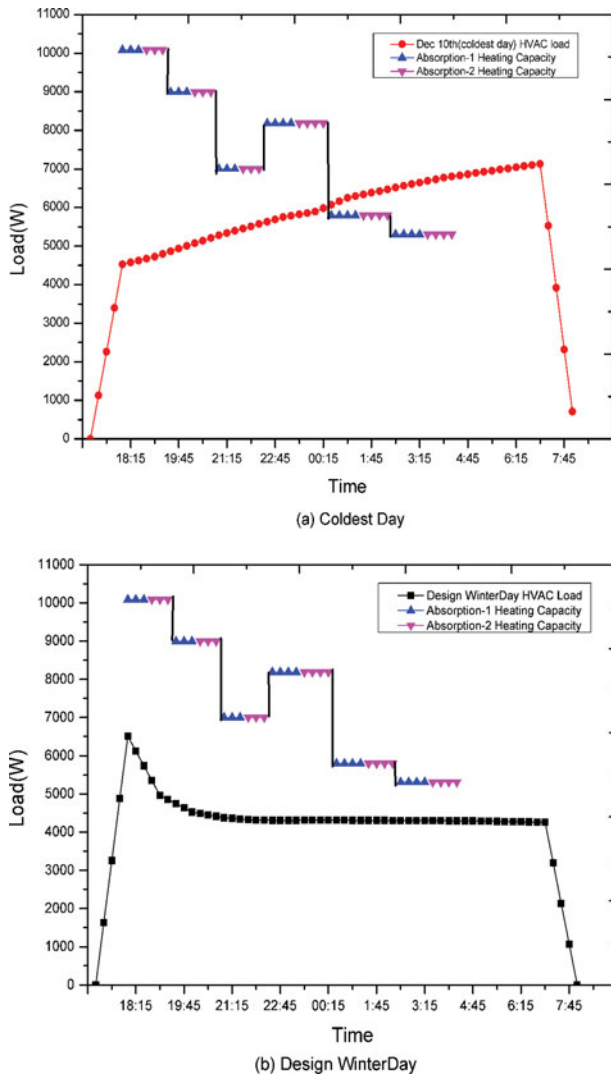 11000
10000
9000
8000
7000
6000
5000
4000
3000
2000
1000
0
Load(W)
Dec 10th(coldest day) HVAC load
Absorption-1 Heating Capacity
Absorption-2 Heating Capacity
18:15 19:45 21:15 22:45 00:15 1:45 3:15 4:45 6:15 7:45
Time
(a) Coldest Day
11000
10000
9000
8000
7000
6000
5000
4000
3000
2000
1000
0
Load(W)
Design WinterDay HVAC Load
Absorption-1 Heating Capacity
Absorption-2 Heating Capacity
18:15 19:45 21:15 22:45 00:15 1:45 3:15 4:45 6:15 7:45
Time
(b) Design WinterDay